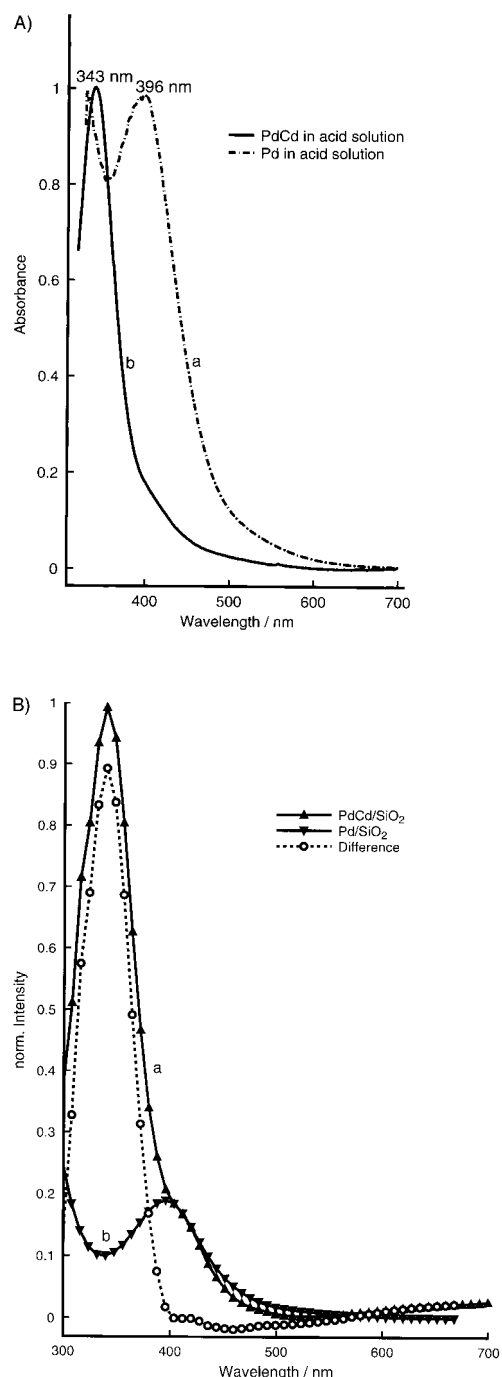 A)
343 nm
396 nm
1
0.8
0.6
0.4
0.2
0
Absorbance
PdCd in acid solution
Pd in acid solution
b
a
400
500
600
700
Wavelength / nm
B)
1
0.9
0.8
0.7
0.6
0.5
0.4
0.3
0.2
0.1
0
norm. Intensity
PdCd/SiO₂
Pd/SiO₂
Difference
a
b
300
400
500
600
700
Wavelength / nm